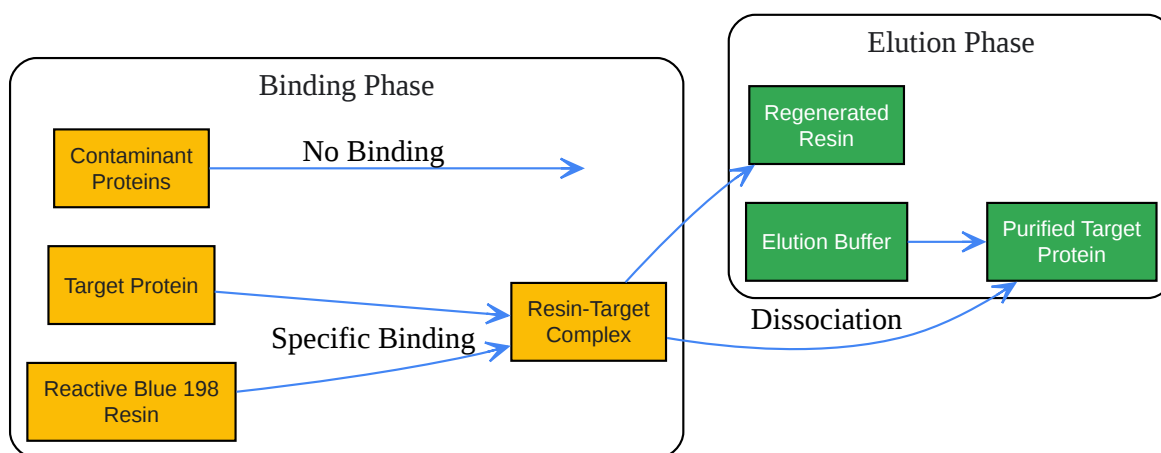 Binding Phase
Contaminant
Proteins
No Binding
Target Protein
Specific Binding
Reactive Blue 198
Resin
Resin-Target
Complex
Elution Phase
Regenerated
Resin
Elution Buffer
Purified Target
Protein
Dissociation